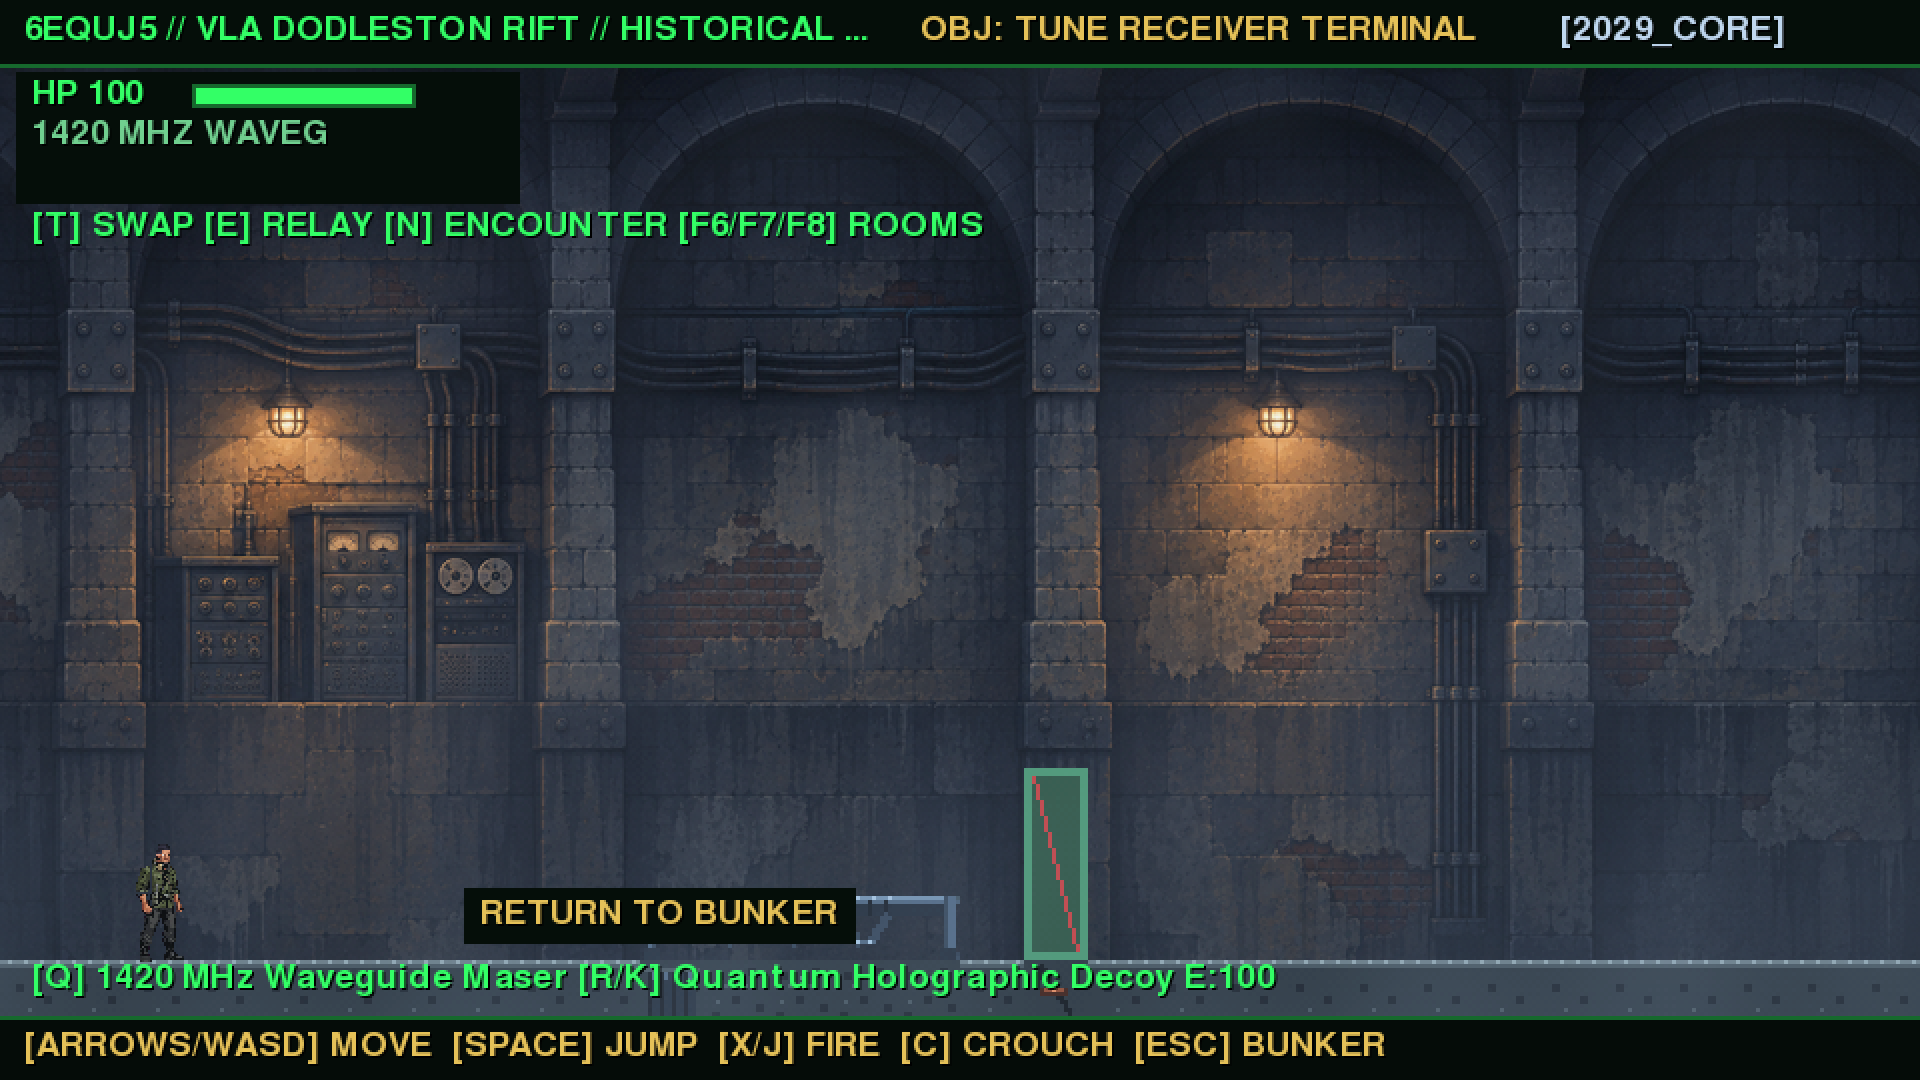 6EQUJ5 // VLA DODLESTON RIFT // HISTORICAL ... OBJ: TUNE RECEIVER TERMINAL [2029_CORE]
HP 100
1420 MHZ WAVEG
[T] SWAP [E] RELAY [N] ENCOUNTER [F6/F7/F8] ROOMS
RETURN TO BUNKER
[Q] 1420 MHz Waveguide Maser [R/K] Quantum Holographic Decoy E:100
[ARROWS/WASD] MOVE [SPACE] JUMP [X/J] FIRE [C] CROUCH [ESC] BUNKER